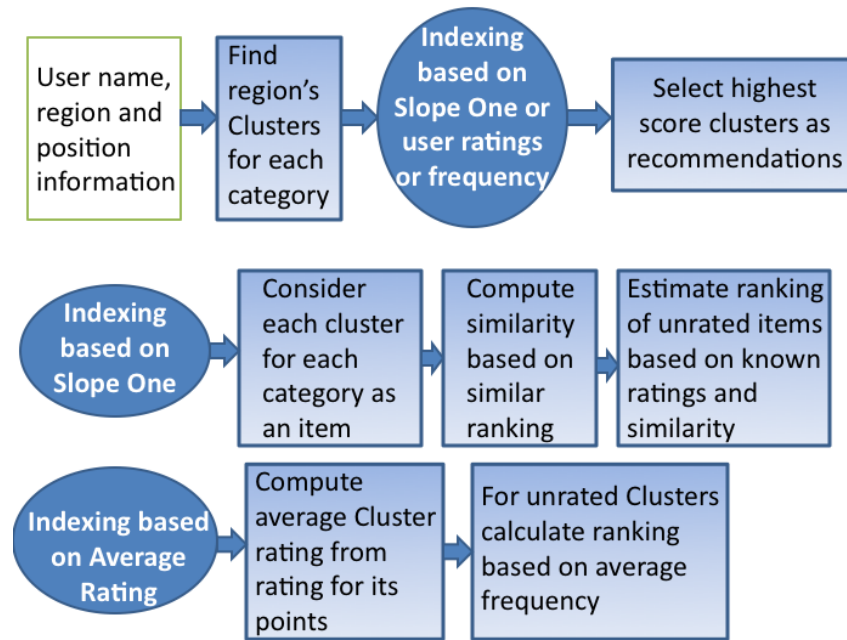 User name,
region and
position
information
Find
region's
Clusters
for each
category
Indexing
based on
Slope One or
user ratings
or frequency
Select highest
score clusters as
recommendations
Indexing
based on
Slope One
Consider
each cluster
for each
category as
an item
Compute
similarity
based on
similar
ranking
Estimate ranking
of unrated items
based on known
ratings and
similarity
Indexing based
on Average
Rating
Compute
average Cluster
rating from
rating for its
points
For unrated Clusters
calculate ranking
based on average
frequency